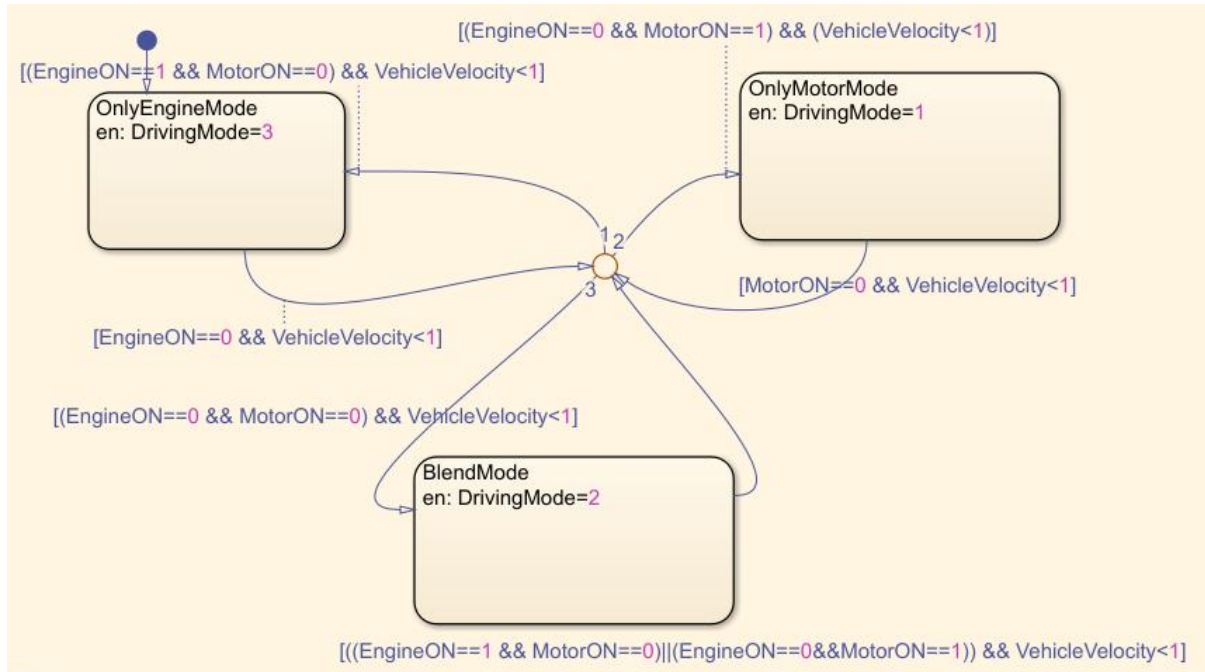 [(EngineON==0 && MotorON==1) && (VehicleVelocity<1)]
[(EngineON==1 && MotorON==0) && VehicleVelocity<1]
OnlyEngineMode
en: DrivingMode=3
OnlyMotorMode
en: DrivingMode=1
1
2
3
[MotorON==0 && VehicleVelocity<1]
[EngineON==0 && VehicleVelocity<1]
[(EngineON==0 && MotorON==0) && VehicleVelocity<1]
BlendMode
en: DrivingMode=2
[((EngineON==1 && MotorON==0)||(EngineON==0&&MotorON==1)) && VehicleVelocity<1]